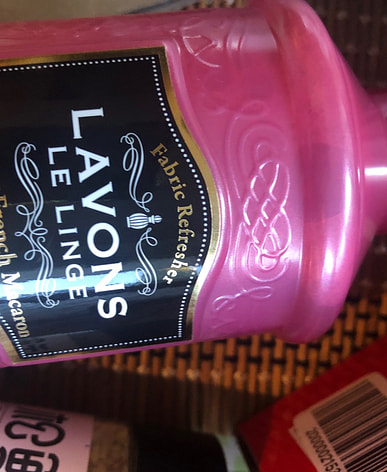 Fabric Refresher
LAVONS
LE LINGE
French Macaron